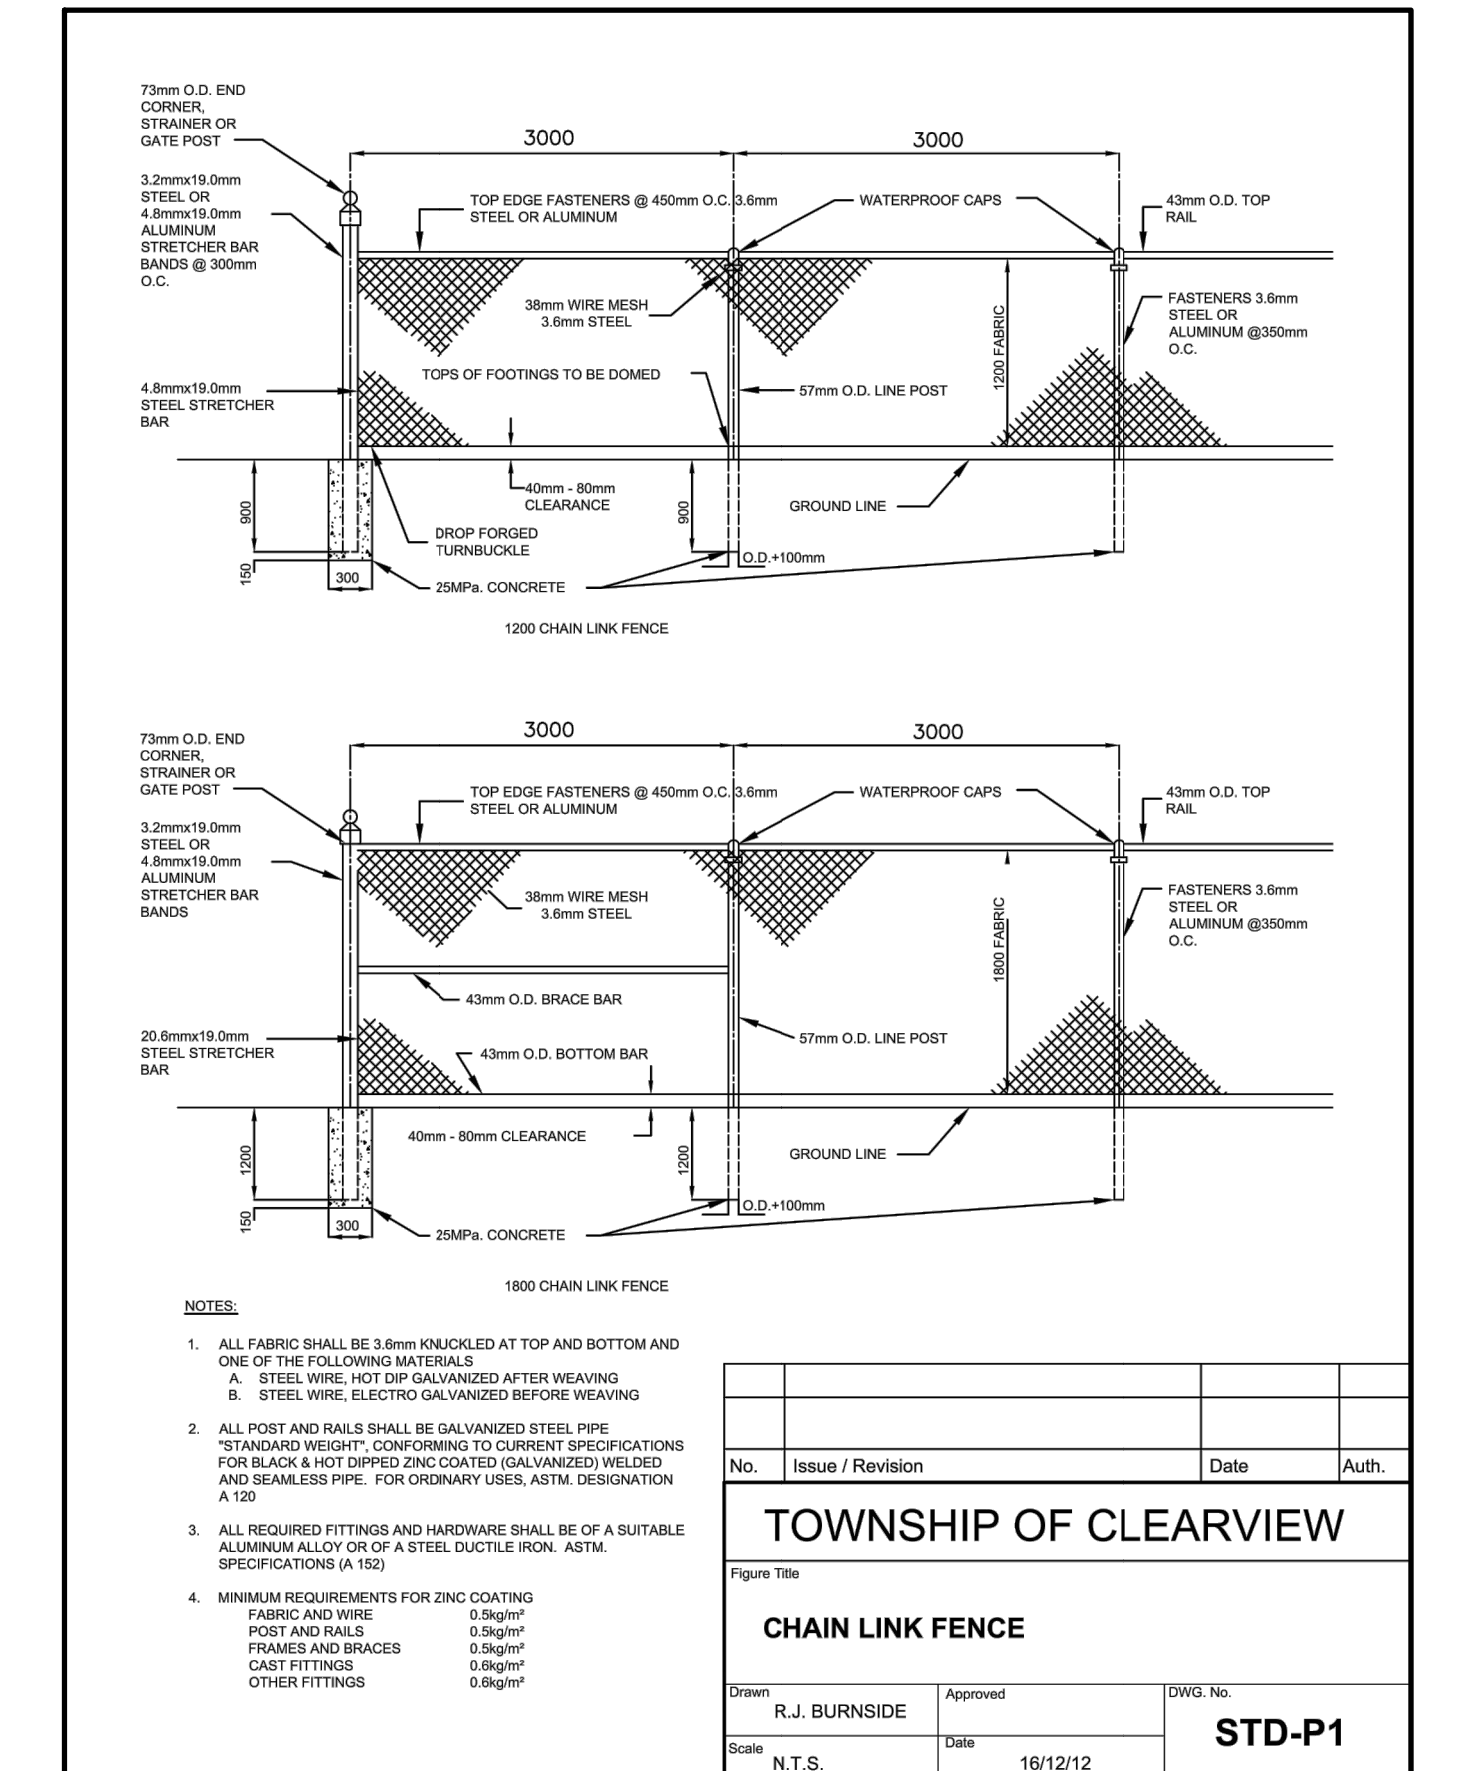 73mm O.D. END
CORNER,
STRAINER OR
GATE POST
3000
3000
3.2mmx19.0mm
STEEL OR
4.8mmx19.0mm
ALUMINUM
STRETCHER BAR
BANDS @ 300mm
O.C.
TOP EDGE FASTENERS @ 450mm O.C. 3.6mm
STEEL OR ALUMINUM
WATERPROOF CAPS
43mm O.D. TOP
RAIL
38mm WIRE MESH
3.6mm STEEL
1200 FABRIC
FASTENERS 3.6mm
STEEL OR
ALUMINUM @350mm
O.C.
TOPS OF FOOTINGS TO BE DOMED
4.8mmx19.0mm
STEEL STRETCHER
BAR
57mm O.D. LINE POST
40mm - 80mm
CLEARANCE
900
900
GROUND LINE
DROP FORGED
TURNBUCKLE
O.D.+100mm
150
300
25MPa. CONCRETE
1200 CHAIN LINK FENCE
73mm O.D. END
CORNER,
STRAINER OR
GATE POST
3000
3000
3.2mmx19.0mm
STEEL OR
4.8mmx19.0mm
ALUMINUM
STRETCHER BAR
BANDS
TOP EDGE FASTENERS @ 450mm O.C. 3.6mm
STEEL OR ALUMINUM
WATERPROOF CAPS
43mm O.D. TOP
RAIL
38mm WIRE MESH
3.6mm STEEL
1800 FABRIC
FASTENERS 3.6mm
STEEL OR
ALUMINUM @350mm
O.C.
43mm O.D. BRACE BAR
20.6mmx19.0mm
STEEL STRETCHER
BAR
43mm O.D. BOTTOM BAR
57mm O.D. LINE POST
40mm - 80mm CLEARANCE
1200
1200
GROUND LINE
O.D.+100mm
150
300
25MPa. CONCRETE
1800 CHAIN LINK FENCE
NOTES:
1. ALL FABRIC SHALL BE 3.6mm KNUCKLED AT TOP AND BOTTOM AND
ONE OF THE FOLLOWING MATERIALS
A. STEEL WIRE, HOT DIP GALVANIZED AFTER WEAVING
B. STEEL WIRE, ELECTRO GALVANIZED BEFORE WEAVING
2. ALL POST AND RAILS SHALL BE GALVANIZED STEEL PIPE
"STANDARD WEIGHT", CONFORMING TO CURRENT SPECIFICATIONS
FOR BLACK & HOT DIPPED ZINC COATED (GALVANIZED) WELDED
AND SEAMLESS PIPE. FOR ORDINARY USES, ASTM. DESIGNATION
A 120
3. ALL REQUIRED FITTINGS AND HARDWARE SHALL BE OF A SUITABLE
ALUMINUM ALLOY OR OF A STEEL DUCTILE IRON. ASTM.
SPECIFICATIONS (A 152)
4. MINIMUM REQUIREMENTS FOR ZINC COATING
FABRIC AND WIRE 0.5kg/m²
POST AND RAILS 0.5kg/m²
FRAMES AND BRACES 0.5kg/m²
CAST FITTINGS 0.6kg/m²
OTHER FITTINGS 0.6kg/m²
No. Issue / Revision Date Auth.
TOWNSHIP OF CLEARVIEW
Figure Title
CHAIN LINK FENCE
Drawn
R.J. BURNSIDE
Approved
DWG. No.
STD-P1
Scale
N.T.S.
Date
16/12/12